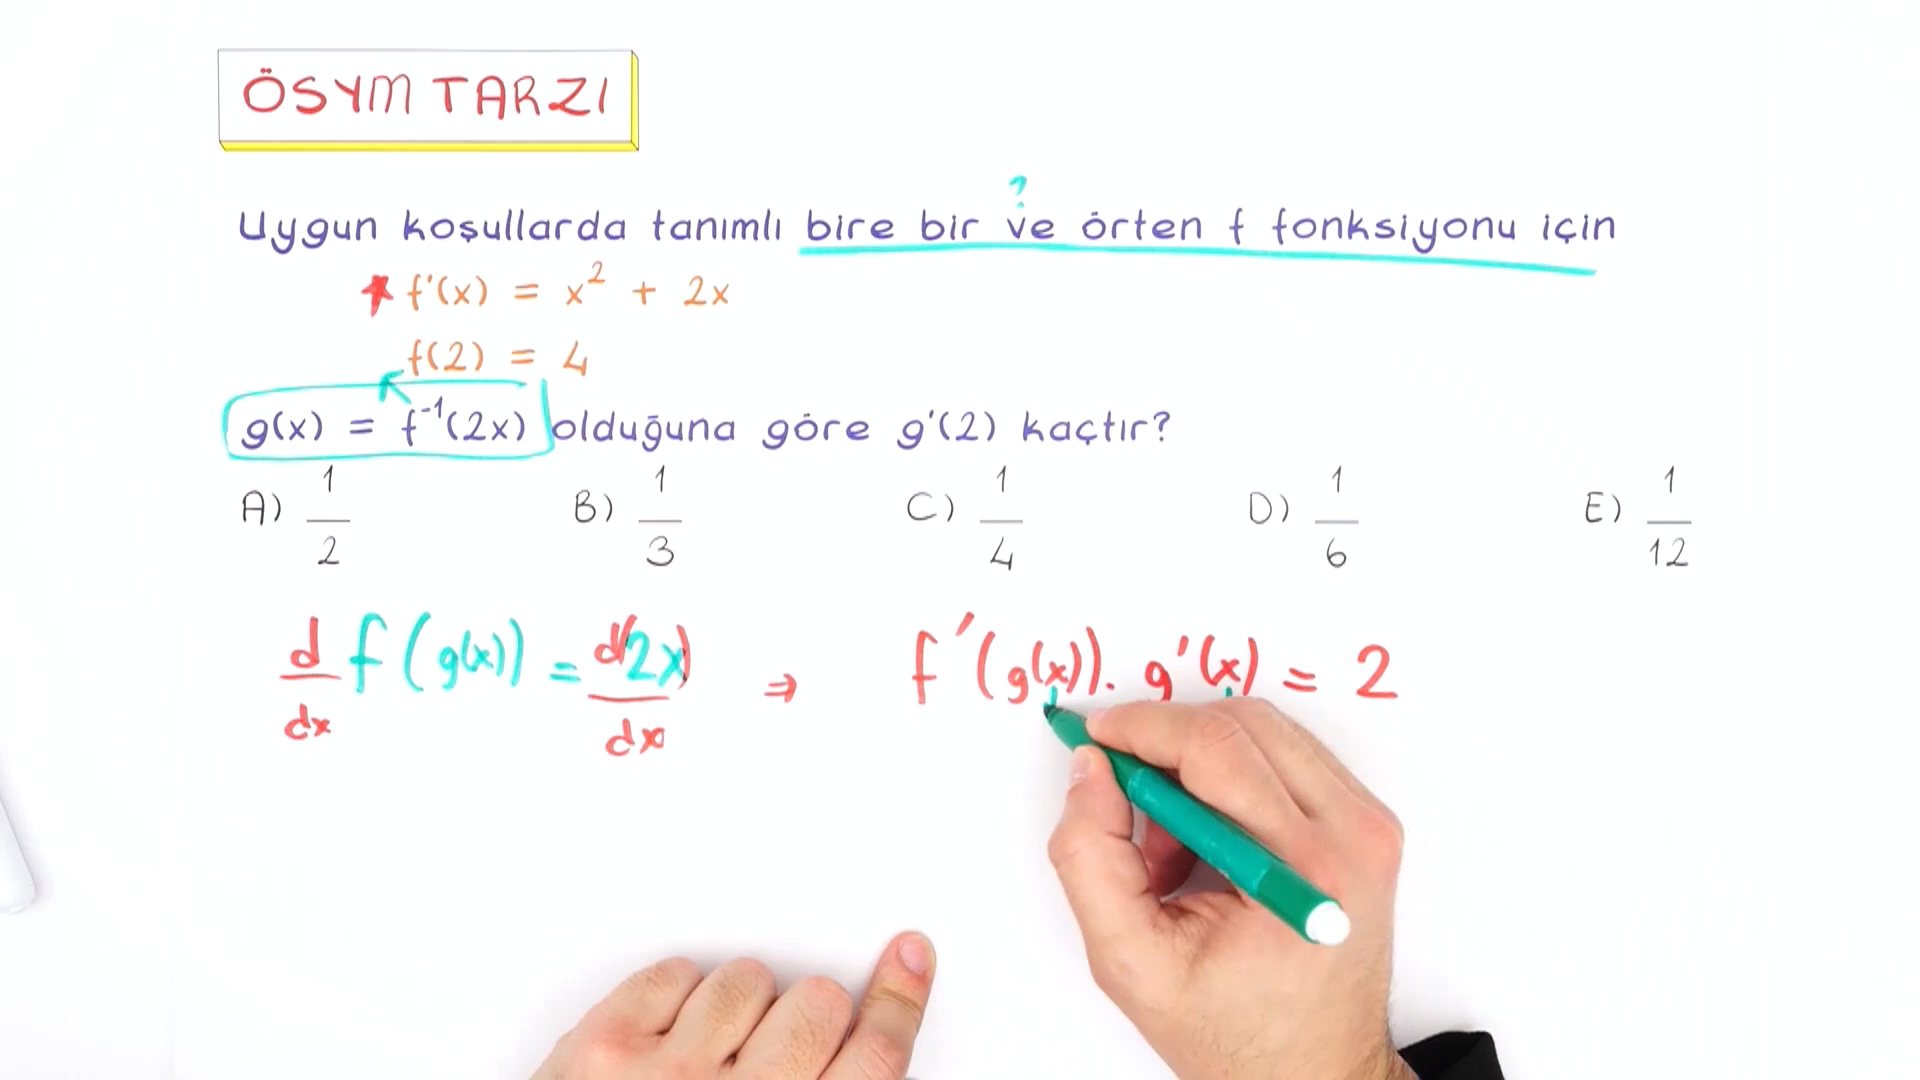 ÖSYM TARZI
?
Uygun koşullarda tanımlı bire bir ve örten f fonksiyonu için
f'(x) = x² + 2x
f(2) = 4
g(x) = f⁻¹(2x) olduğuna göre g'(2) kaçtır?
A) 1/2 B) 1/3 C) 1/4 D) 1/6 E) 1/12
d/dx f(g(x)) = d(2x)/dx ⇒ f'(g(x)). g'(x) = 2